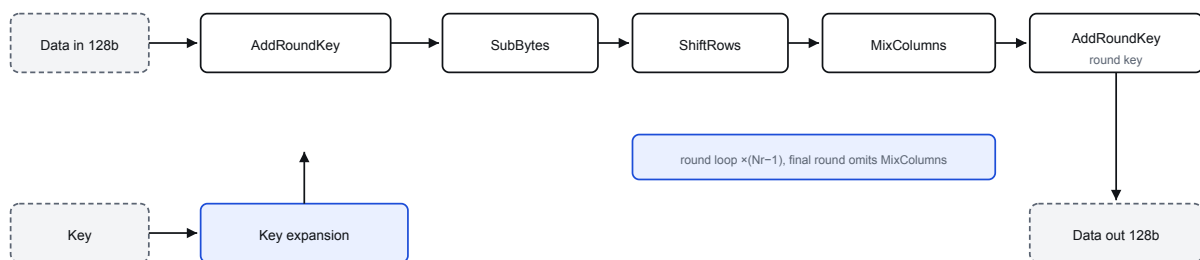 Data in 128b
AddRoundKey
SubBytes
ShiftRows
MixColumns
AddRoundKey
round key
round loop ×(Nr−1), final round omits MixColumns
Key
Key expansion
Data out 128b